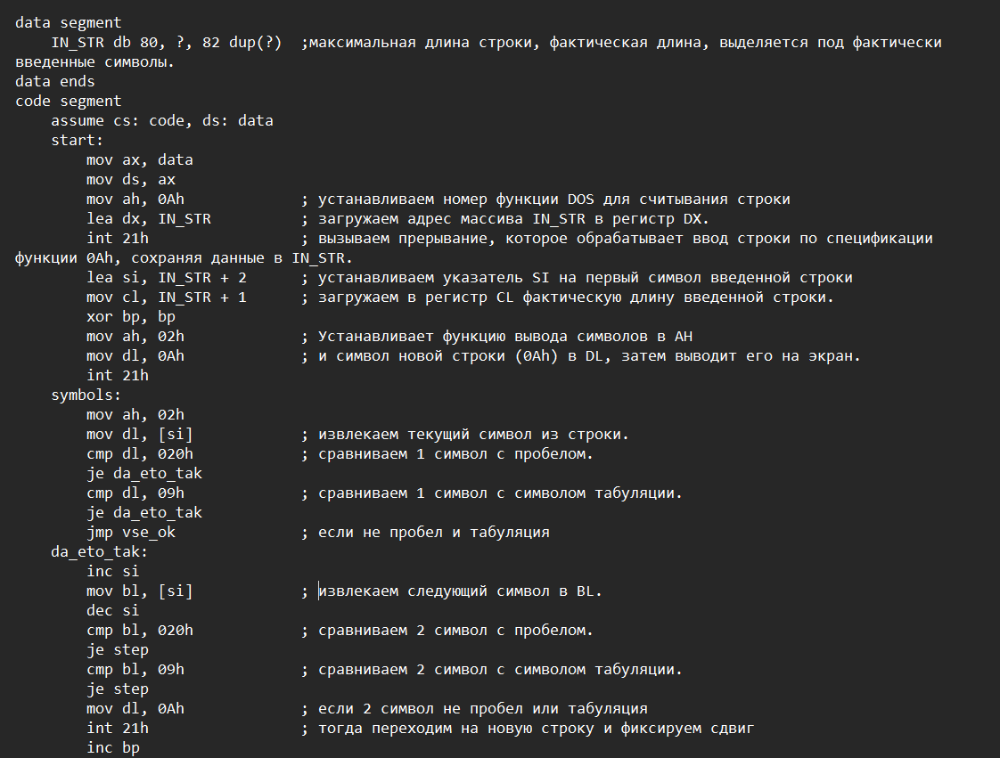 data segment
    IN_STR db 80, ?, 82 dup(?)  ;максимальная длина строки, фактическая длина, выделяется под фактически
введенные символы.
data ends
code segment
    assume cs: code, ds: data
    start:
        mov ax, data
        mov ds, ax
        mov ah, 0Ah             ; устанавливаем номер функции DOS для считывания строки
        lea dx, IN_STR          ; загружаем адрес массива IN_STR в регистр DX.
        int 21h                 ; вызываем прерывание, которое обрабатывает ввод строки по спецификации
функции 0Ah, сохраняя данные в IN_STR.
        lea si, IN_STR + 2      ; устанавливаем указатель SI на первый символ введенной строки
        mov cl, IN_STR + 1      ; загружаем в регистр CL фактическую длину введенной строки.
        xor bp, bp
        mov ah, 02h             ; Устанавливает функцию вывода символов в AH
        mov dl, 0Ah             ; и символ новой строки (0Ah) в DL, затем выводит его на экран.
        int 21h
    symbols:
        mov ah, 02h
        mov dl, [si]            ; извлекаем текущий символ из строки.
        cmp dl, 020h            ; сравниваем 1 символ с пробелом.
        je da_eto_tak
        cmp dl, 09h             ; сравниваем 1 символ с символом табуляции.
        je da_eto_tak
        jmp vse_ok              ; если не пробел и табуляция
    da_eto_tak:
        inc si
        mov bl, [si]            ; извлекаем следующий символ в BL.
        dec si
        cmp bl, 020h            ; сравниваем 2 символ с пробелом.
        je step
        cmp bl, 09h             ; сравниваем 2 символ с символом табуляции.
        je step
        mov dl, 0Ah             ; если 2 символ не пробел или табуляция
        int 21h                 ; тогда переходим на новую строку и фиксируем сдвиг
        inc bp